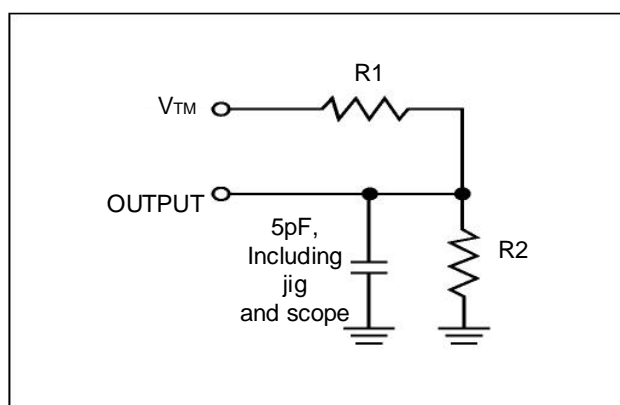 R1
VTM
OUTPUT
5pF,
Including
jig
and scope
R2